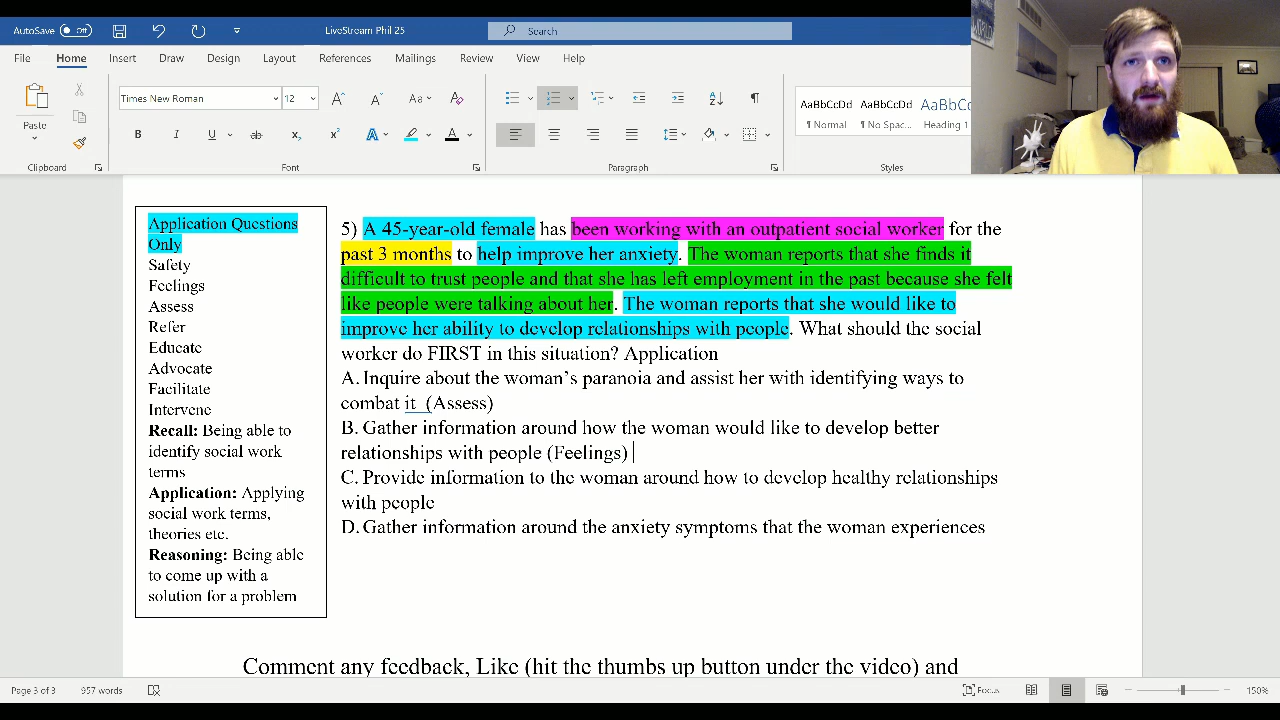 AutoSave Off LiveStream Phil 25 Search
File Home Insert Draw Design Layout References Mailings Review View Help
Times New Roman 12 Aa AaBbCcDd AaBbCcDd AaBbCc
Paste B I U ab x₂ x² A A ¶ Normal ¶ No Spac... Heading 1
Clipboard Font Paragraph Styles
Application Questions
Only
Safety
Feelings
Assess
Refer
Educate
Advocate
Facilitate
Intervene
Recall: Being able to
identify social work
terms
Application: Applying
social work terms,
theories etc.
Reasoning: Being able
to come up with a
solution for a problem
5) A 45-year-old female has been working with an outpatient social worker for the
past 3 months to help improve her anxiety. The woman reports that she finds it
difficult to trust people and that she has left employment in the past because she felt
like people were talking about her. The woman reports that she would like to
improve her ability to develop relationships with people. What should the social
worker do FIRST in this situation? Application
A. Inquire about the woman's paranoia and assist her with identifying ways to
combat it (Assess)
B. Gather information around how the woman would like to develop better
relationships with people (Feelings)
C. Provide information to the woman around how to develop healthy relationships
with people
D. Gather information around the anxiety symptoms that the woman experiences
Comment any feedback, Like (hit the thumbs up button under the video) and
Page 3 of 3 957 words Focus 150%